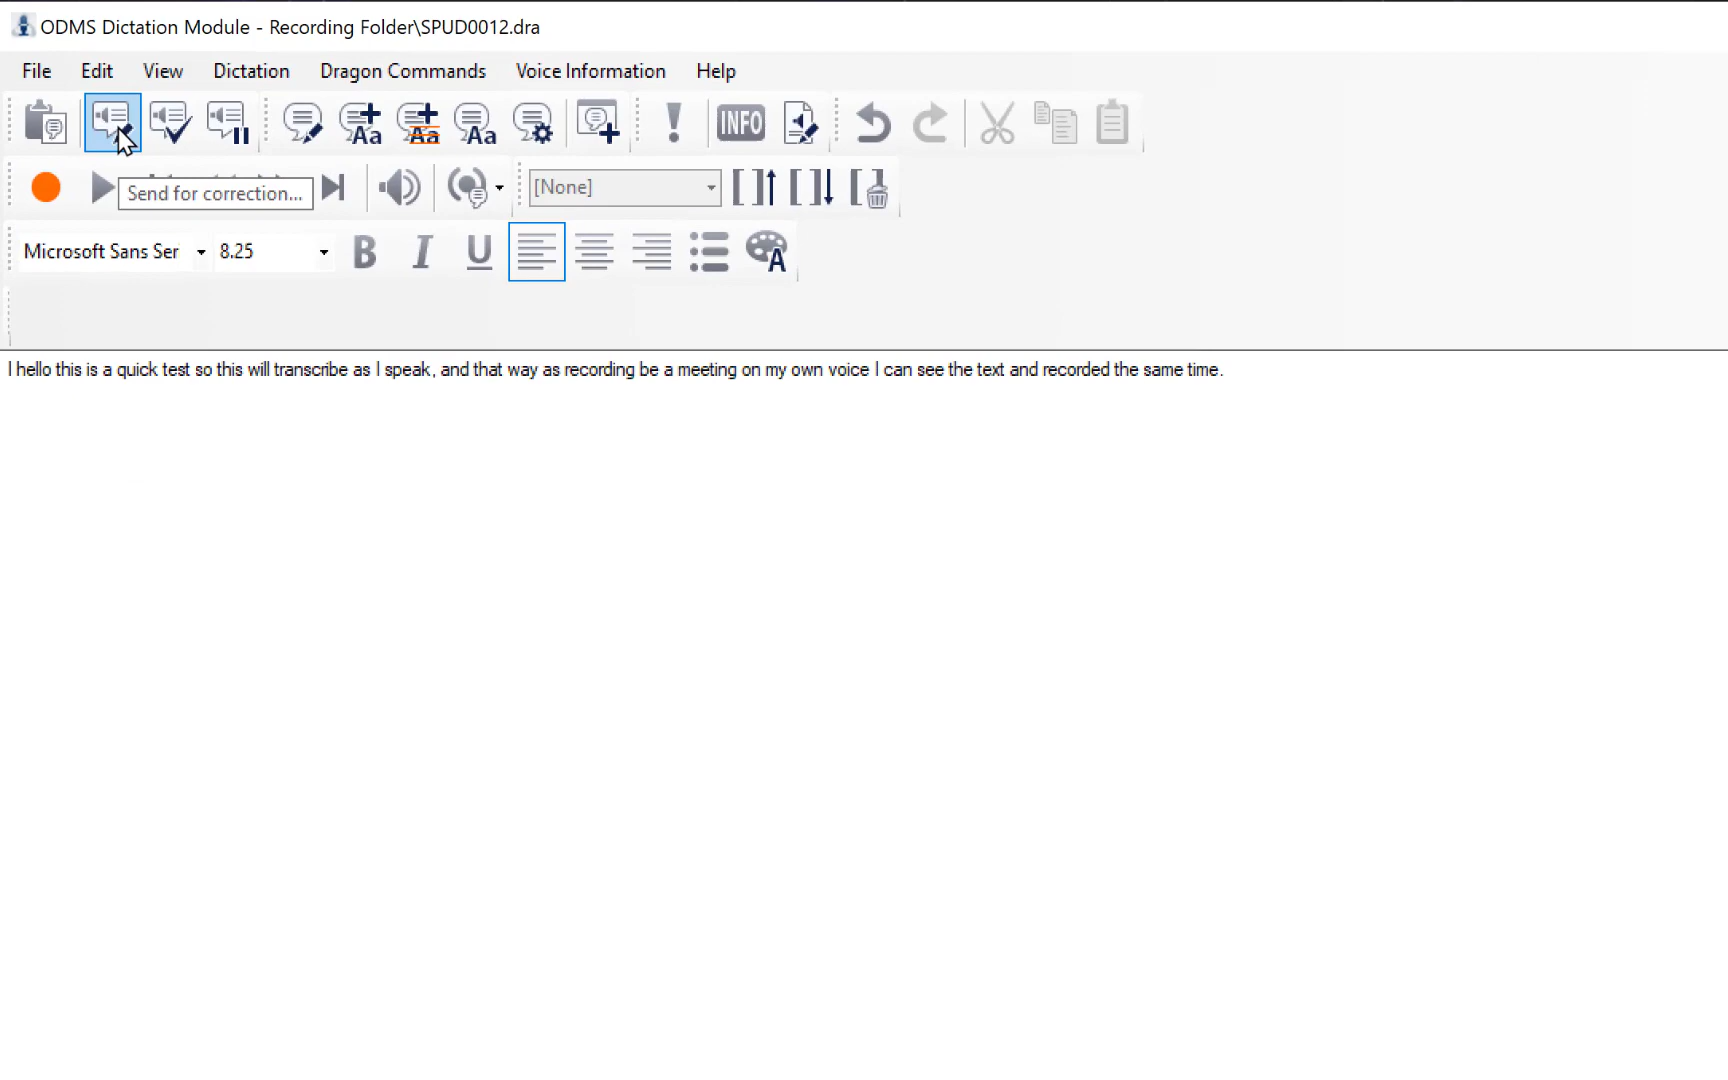 ODMS Dictation Module - Recording Folder\SPUD0012.dra
File Edit View Dictation Dragon Commands Voice Information Help
Aa Aa Aa INFO
Send for correction... [None]
Microsoft Sans Ser 8.25 B I U A
I hello this is a quick test so this will transcribe as I speak, and that way as recording be a meeting on my own voice I can see the text and recorded the same time.